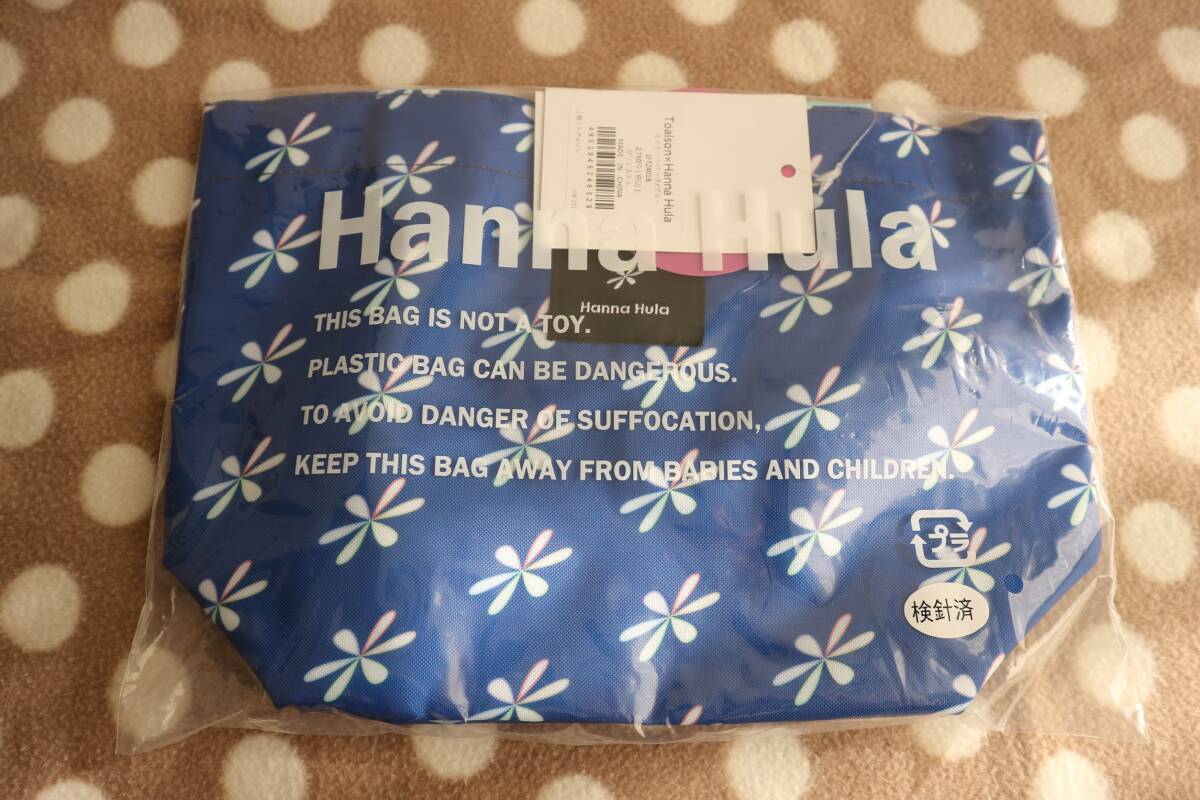 Toalson×Hanna Hula
1FT2401B
MADE IN CHINA
4981946246329
Hanna Hula
Hanna Hula
THIS BAG IS NOT A TOY.
PLASTIC BAG CAN BE DANGEROUS.
TO AVOID DANGER OF SUFFOCATION,
KEEP THIS BAG AWAY FROM BABIES AND CHILDREN.
プラ
検針済